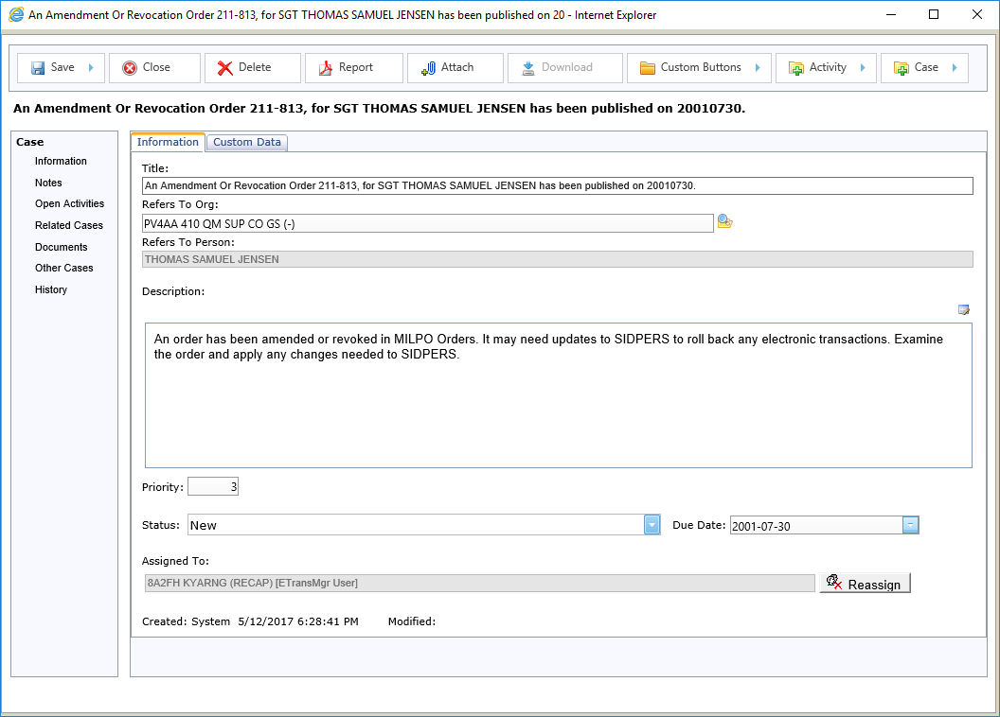 An Amendment Or Revocation Order 211-813, for SGT THOMAS SAMUEL JENSEN has been published on 20 - Internet Explorer
Save Close Delete Report Attach Download Custom Buttons Activity Case
An Amendment Or Revocation Order 211-813, for SGT THOMAS SAMUEL JENSEN has been published on 20010730.
Case
Information
Notes
Open Activities
Related Cases
Documents
Other Cases
History
Information Custom Data
Title:
An Amendment Or Revocation Order 211-813, for SGT THOMAS SAMUEL JENSEN has been published on 20010730.
Refers To Org:
PV4AA 410 QM SUP CO GS (-)
Refers To Person:
THOMAS SAMUEL JENSEN
Description:
An order has been amended or revoked in MILPO Orders. It may need updates to SIDPERS to roll back any electronic transactions. Examine
the order and apply any changes needed to SIDPERS.
Priority: 3
Status: New Due Date: 2001-07-30
Assigned To:
8A2FH KYARNG (RECAP) [ETransMgr User] Reassign
Created: System 5/12/2017 6:28:41 PM Modified: